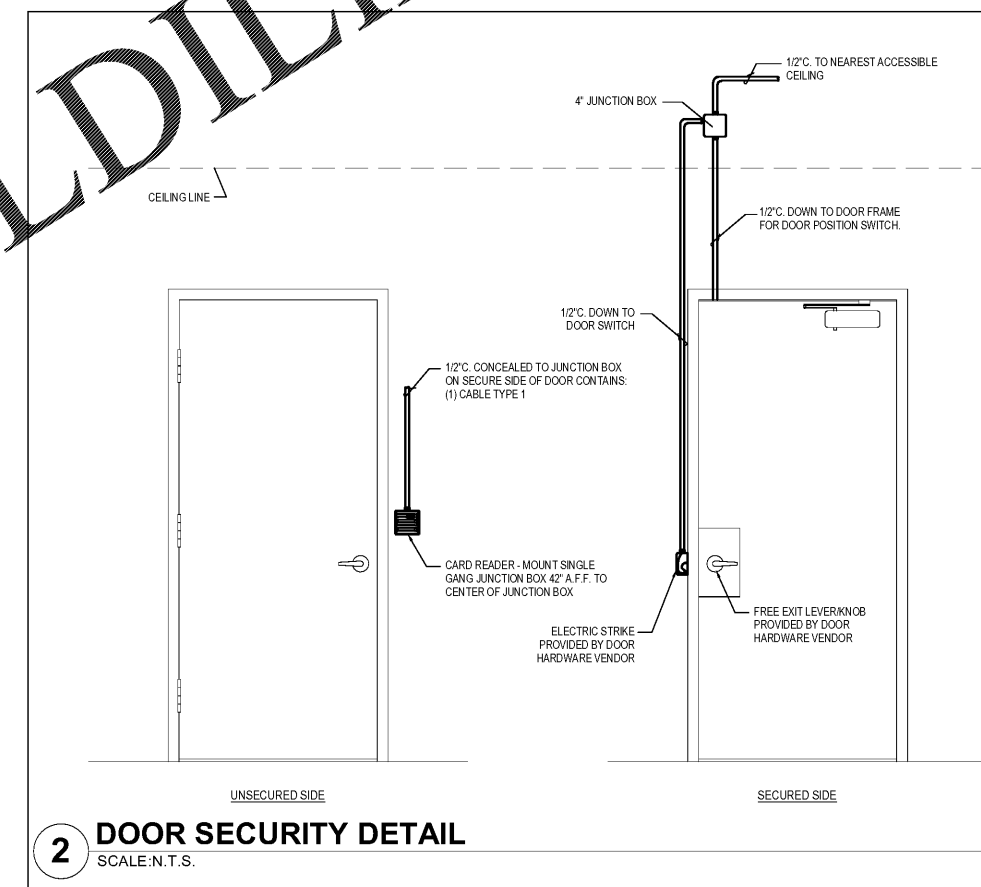 1/2"C. TO NEAREST ACCESSIBLE
CEILING
4" JUNCTION BOX
CEILING LINE
1/2"C. DOWN TO DOOR FRAME
FOR DOOR POSITION SWITCH.
1/2"C. DOWN TO
DOOR SWITCH
1/2"C. CONCEALED TO JUNCTION BOX
ON SECURE SIDE OF DOOR CONTAINS:
(1) CABLE TYPE 1
CARD READER - MOUNT SINGLE
GANG JUNCTION BOX 42" A.F.F. TO
CENTER OF JUNCTION BOX
FREE EXIT LEVER/KNOB
PROVIDED BY DOOR
HARDWARE VENDOR
ELECTRIC STRIKE
PROVIDED BY DOOR
HARDWARE VENDOR
UNSECURED SIDE
SECURED SIDE
2 DOOR SECURITY DETAIL
SCALE:N.T.S.